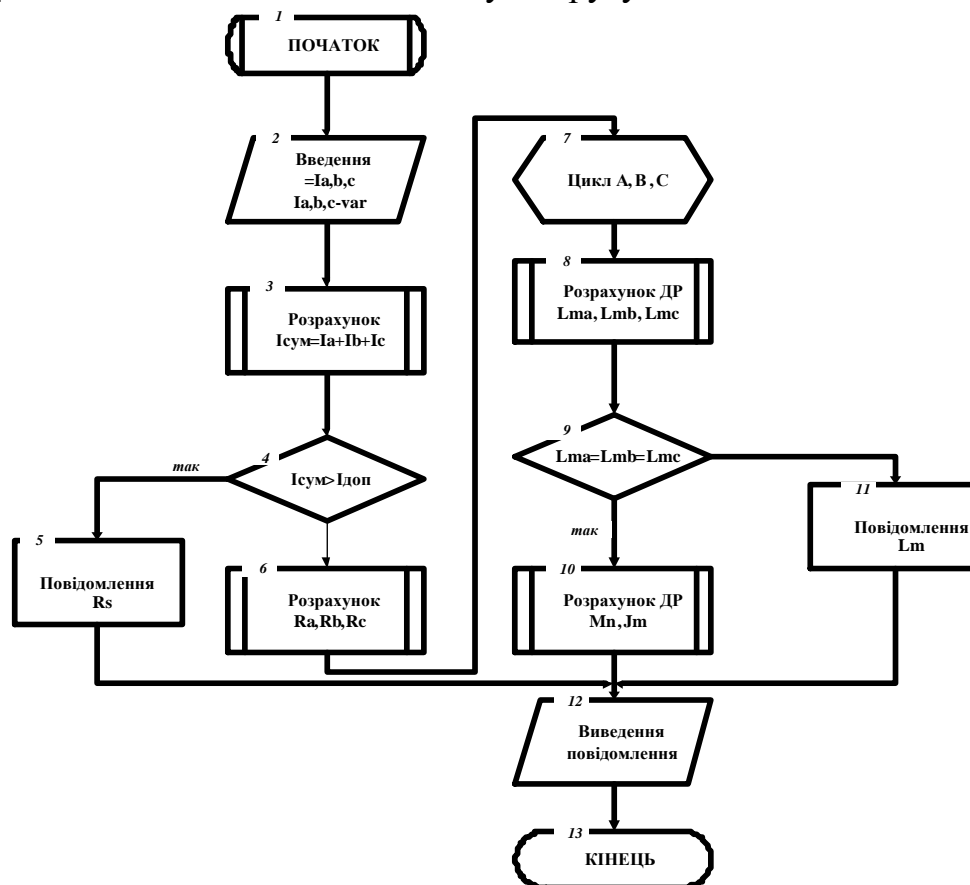 1
ПОЧАТОК
2
Введення
=Ia,b,c
Ia,b,c-var
3
Розрахунок
Iсум=Ia+Ib+Ic
4
так
Iсум>Iдоп
5
Повідомлення
Rs
6
Розрахунок
Ra,Rb,Rc
7
Цикл A, B , C
8
Розрахунок ДР
Lma, Lmb, Lmc
9
Lma=Lmb=Lmc
так
10
Розрахунок ДР
Mn,Jm
11
Повідомлення
Lm
12
Виведення
повідомлення
13
КІНЕЦЬ